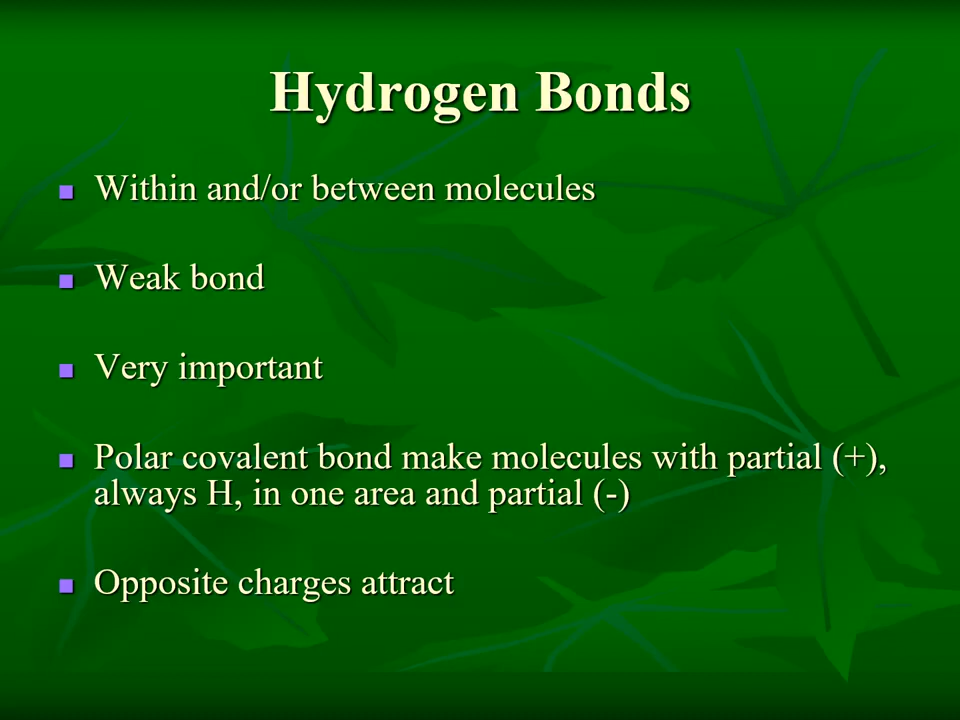 Hydrogen Bonds
Within and/or between molecules
Weak bond
Very important
Polar covalent bond make molecules with partial (+),
always H, in one area and partial (-)
Opposite charges attract